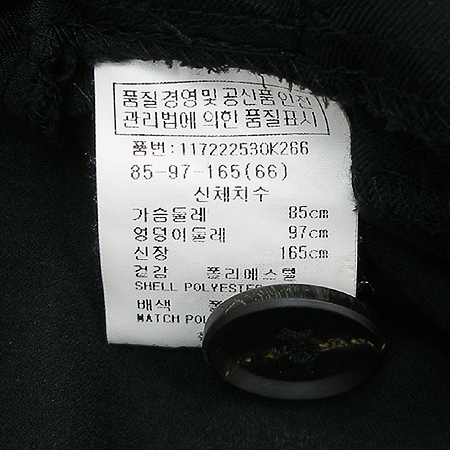 품질경영및 공산품안전
관리법에 의한 품질표시
품번: 117222530K266
85-97-165(66)
신체치수
가슴둘레 85cm
엉덩이둘레 97cm
신장 165cm
겉감 폴리에스텔
SHELL POLYESTE
배색
MATCH POL